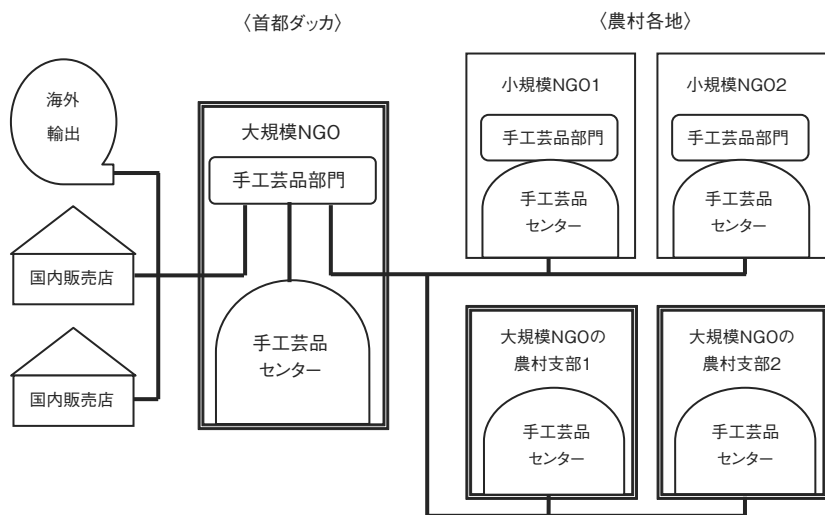 〈首都ダッカ〉
〈農村各地〉
海外
輸出
国内販売店
国内販売店
大規模NGO
手工芸品部門
手工芸品
センター
小規模NGO1
手工芸品部門
手工芸品
センター
小規模NGO2
手工芸品部門
手工芸品
センター
大規模NGOの
農村支部1
手工芸品
センター
大規模NGOの
農村支部2
手工芸品
センター